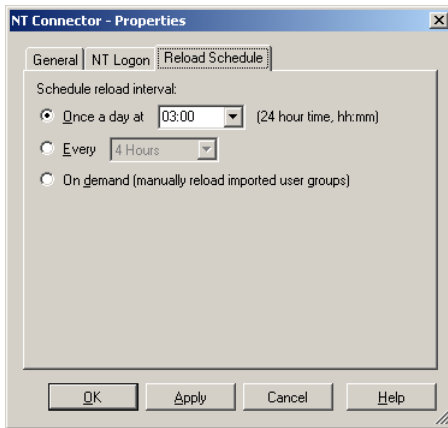 NT Connector - Properties
General NT Logon Reload Schedule
Schedule reload interval:
Once a day at 03:00 (24 hour time, hh:mm)
Every 4 Hours
On demand (manually reload imported user groups)
OK Apply Cancel Help